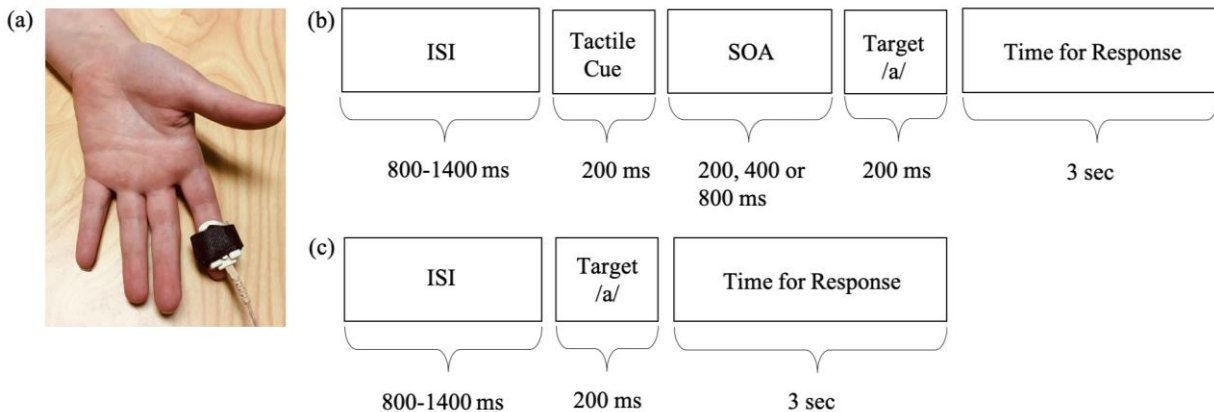 (a)
(b)
ISI
Tactile
Cue
SOA
Target
/a/
Time for Response
800-1400 ms
200 ms
200, 400 or
800 ms
200 ms
3 sec
(c)
ISI
Target
/a/
Time for Response
800-1400 ms
200 ms
3 sec